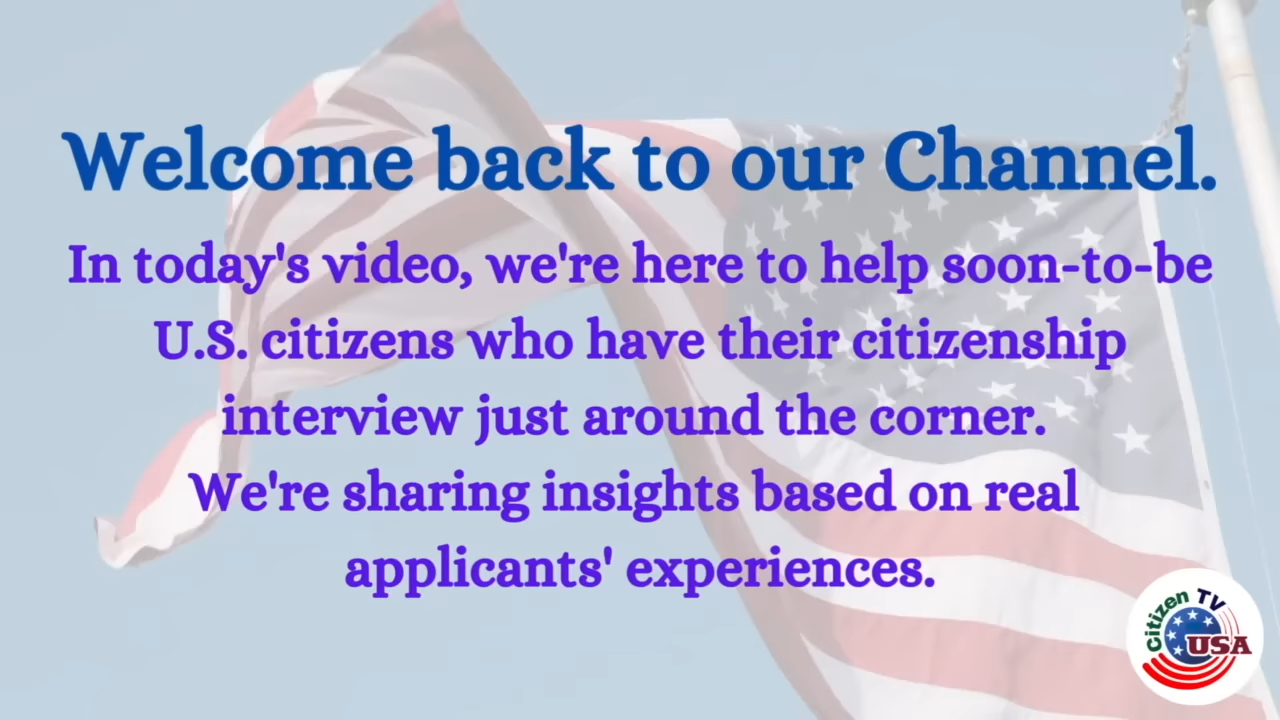 Welcome back to our Channel.
In today's video, we're here to help soon-to-be
U.S. citizens who have their citizenship
interview just around the corner.
We're sharing insights based on real
applicants' experiences.
Citizen TV
USA